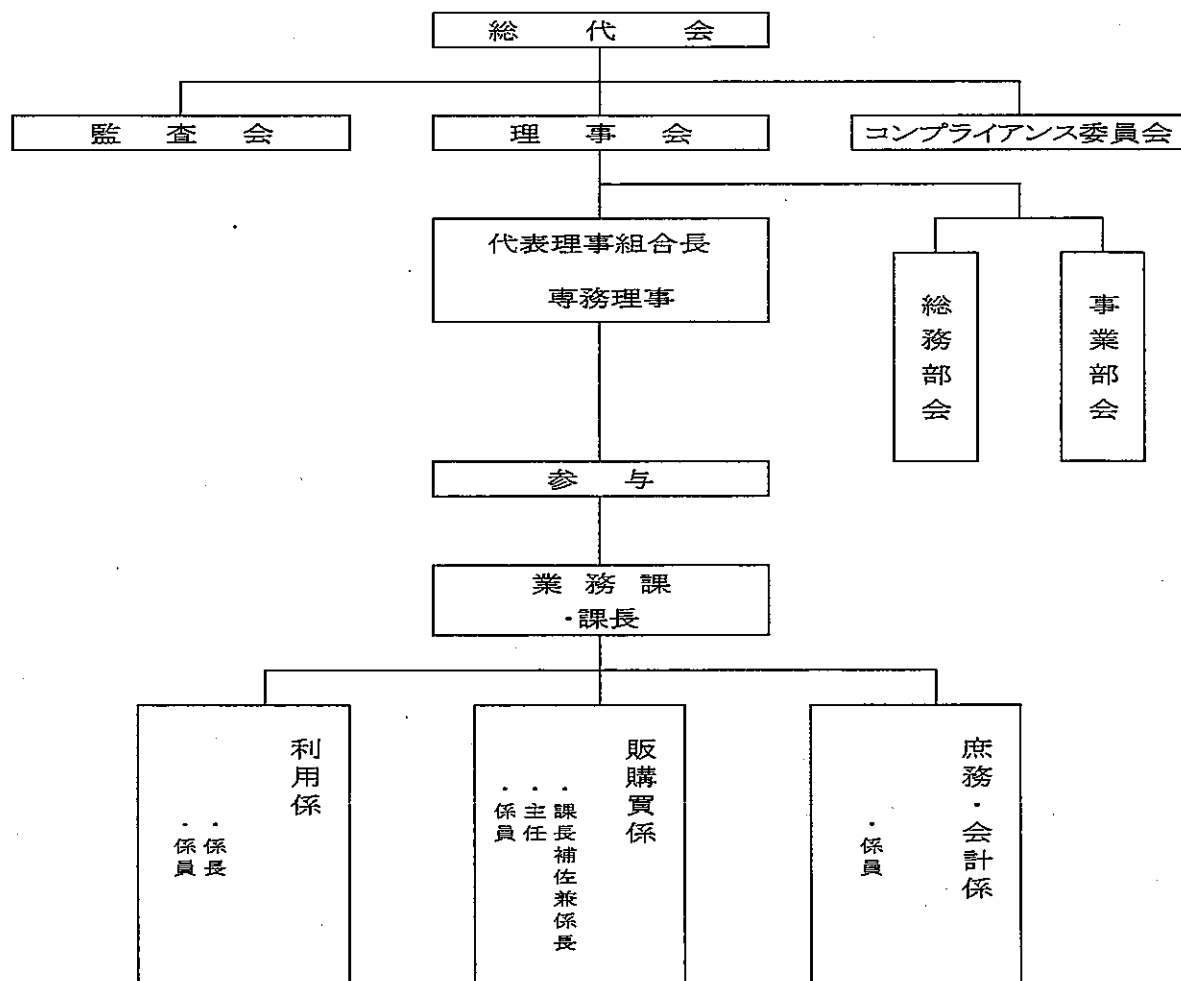 総代会
監査会
理事会
コンプライアンス委員会
代表理事組合長
専務理事
総務部会
事業部会
参与
業務課
・課長
利用係
・係長
・係員
販購買係
・課長補佐兼係長
・主任
・係員
庶務・会計係
・係員